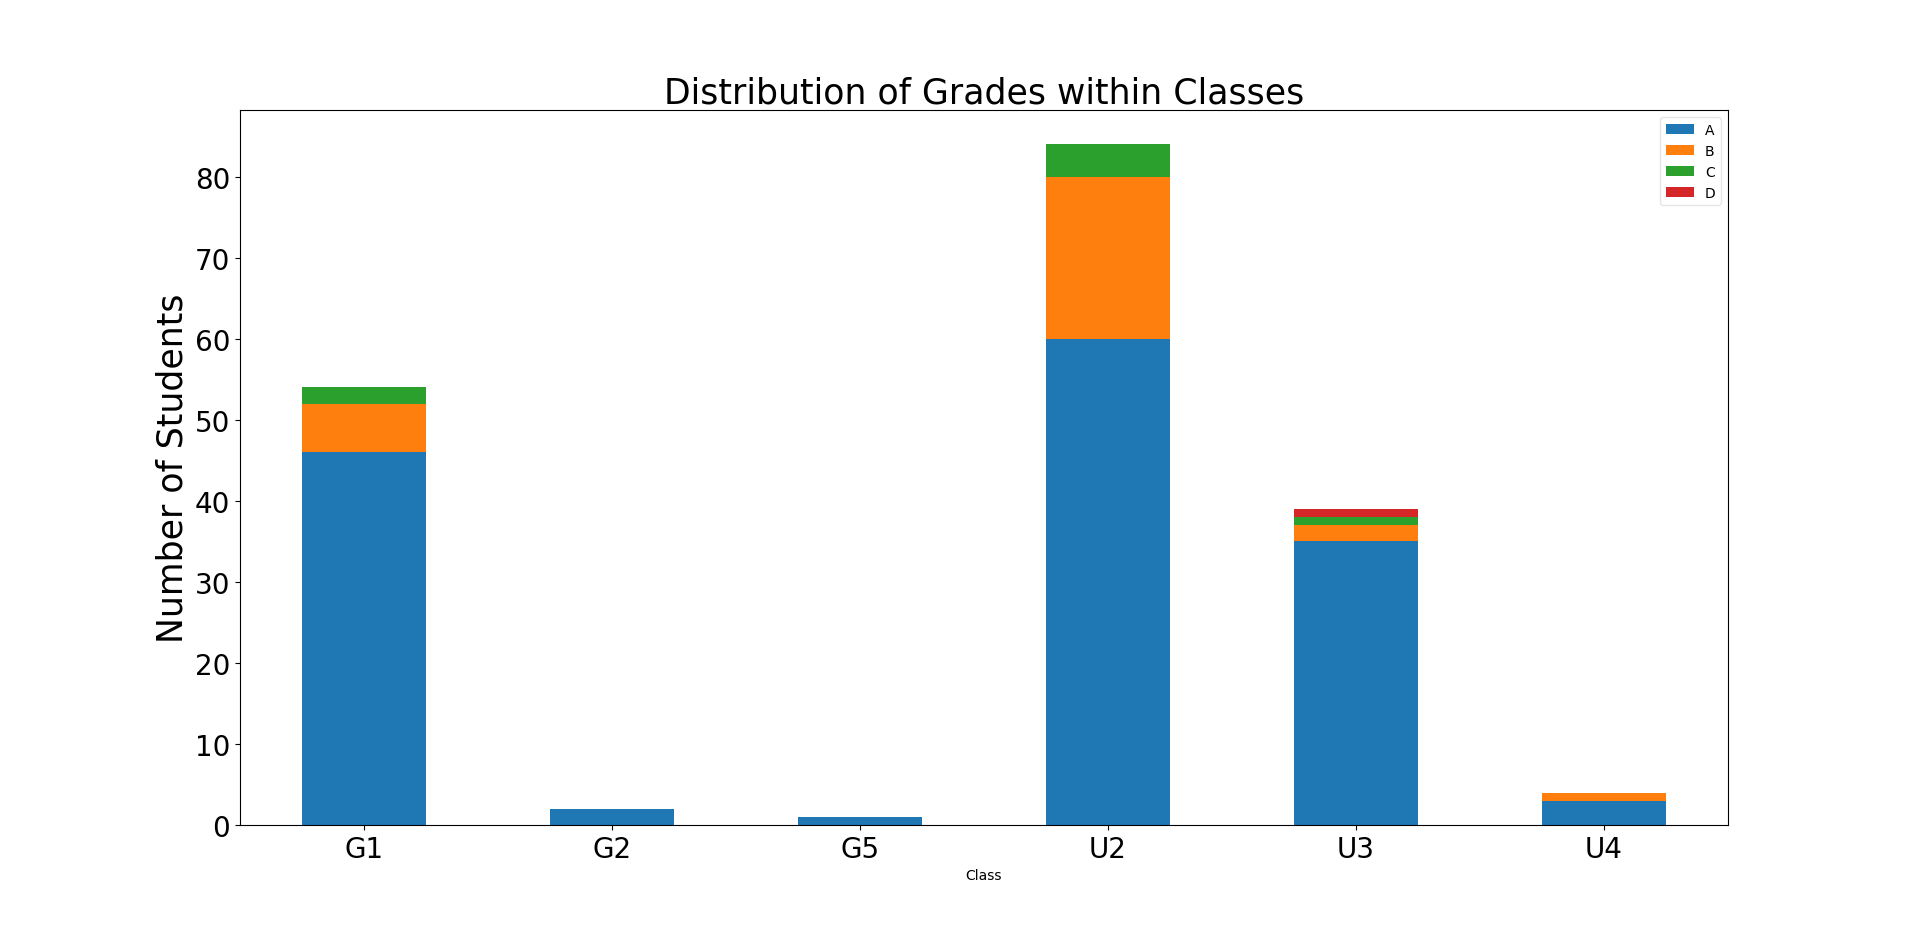 Distribution of Grades within Classes
A
B
C
D
Number of Students
80
70
60
50
40
30
20
10
0
G1 G2 G5 U2 U3 U4
Class